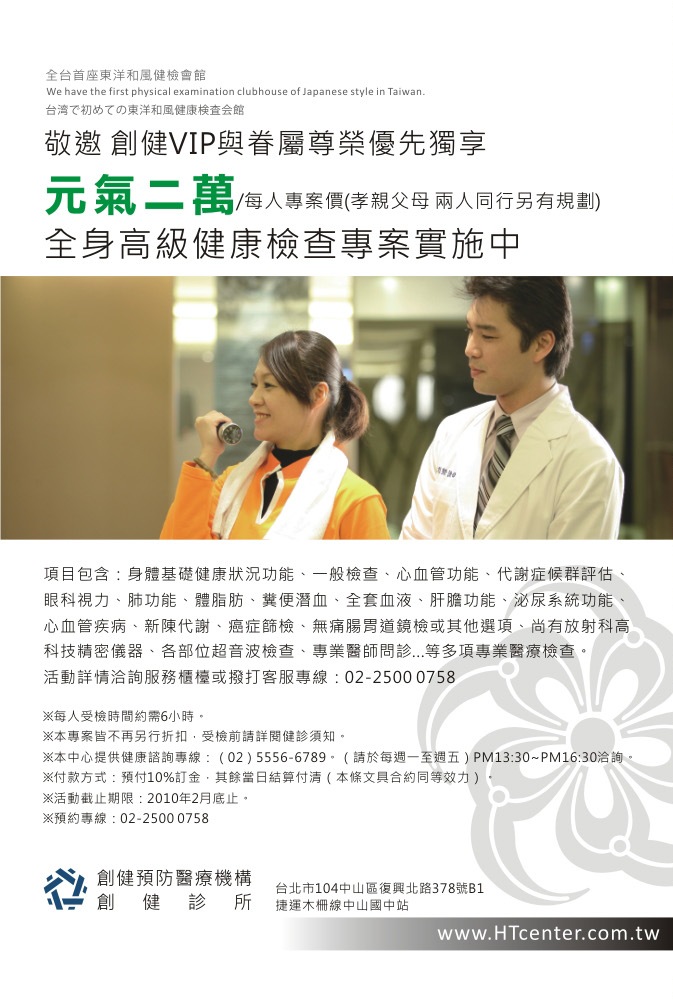 全台首座東洋和風健檢會館
We have the first physical examination clubhouse of Japanese style in Taiwan.
台湾で初めての東洋和風健康検査会館
敬邀 創健VIP與眷屬尊榮優先獨享
元氣二萬/每人專案價(孝親父母 兩人同行另有規劃)
全身高級健康檢查專案實施中
項目包含：身體基礎健康狀況功能、一般檢查、心血管功能、代謝症候群評估、
眼科視力、肺功能、體脂肪、糞便潛血、全套血液、肝膽功能、泌尿系統功能、
心血管疾病、新陳代謝、癌症篩檢、無痛腸胃道鏡檢或其他選項、尚有放射科高
科技精密儀器、各部位超音波檢查、專業醫師問診...等多項專業醫療檢查。
活動詳情洽詢服務櫃檯或撥打客服專線：02-2500 0758
※每人受檢時間約需6小時。
※本專案皆不再另行折扣，受檢前請詳閱健診須知。
※本中心提供健康諮詢專線：（02）5556-6789。（請於每週一至週五）PM13:30~PM16:30洽詢。
※付款方式：預付10%訂金，其餘當日結算付清（本條文具合約同等效力）。
※活動截止期限：2010年2月底止。
※預約專線：02-2500 0758
創健預防醫療機構
創健診所
台北市104中山區復興北路378號B1
捷運木柵線中山國中站
www.HTcenter.com.tw